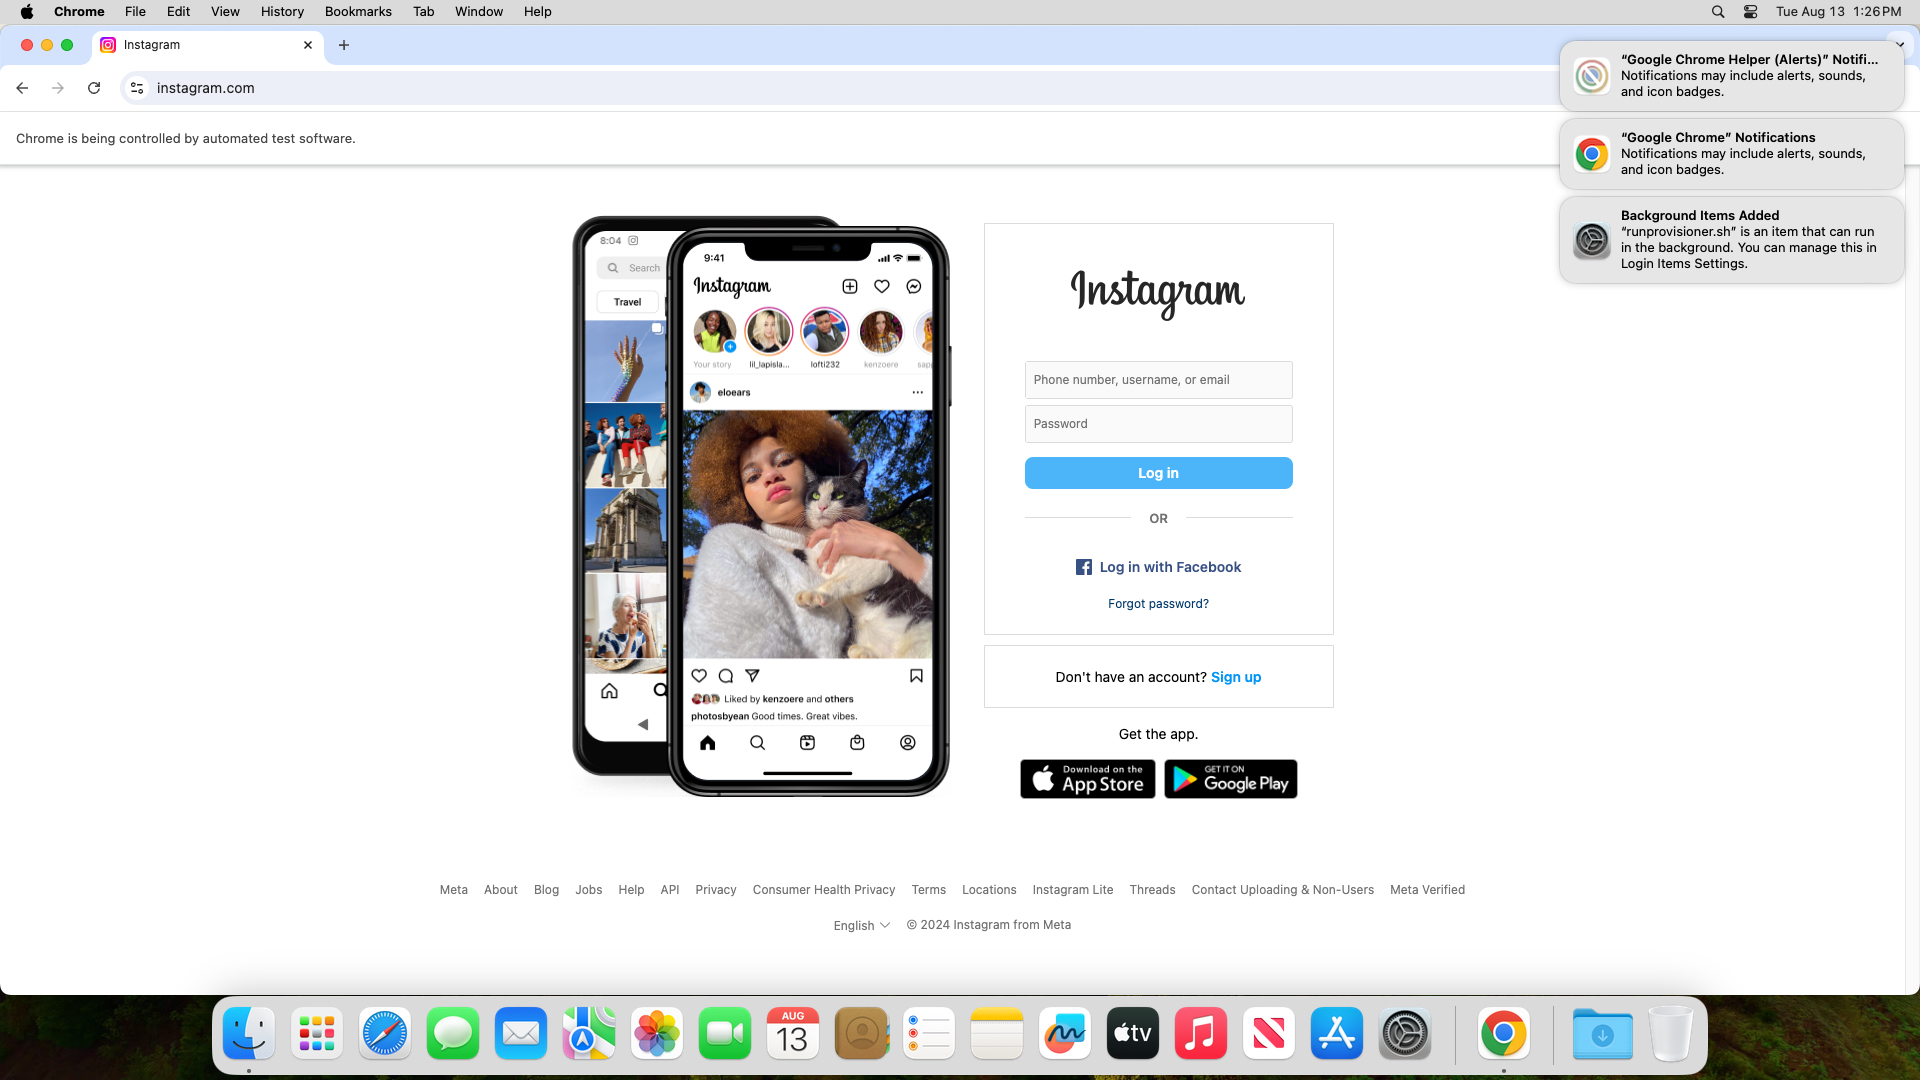 Chrome File Edit View History Bookmarks Tab Window Help
Tue Aug 13 1:26 PM
Instagram
instagram.com
Chrome is being controlled by automated test software.
“Google Chrome Helper (Alerts)” Notifi...
Notifications may include alerts, sounds,
and icon badges.
“Google Chrome” Notifications
Notifications may include alerts, sounds,
and icon badges.
Background Items Added
“runprovisioner.sh” is an item that can run
in the background. You can manage this in
Login Items Settings.
8:04
Search
Travel
9:41
Instagram
Your story lil_lapisla... lofti232 kenzoere sap
eloears
Liked by kenzoere and others
photosbyean Good times. Great vibes.
Instagram
Phone number, username, or email
Password
Log in
OR
Log in with Facebook
Forgot password?
Don't have an account? Sign up
Get the app.
Download on the
App Store
GET IT ON
Google Play
Meta About Blog Jobs Help API Privacy Consumer Health Privacy Terms Locations Instagram Lite Threads Contact Uploading & Non-Users Meta Verified
English © 2024 Instagram from Meta
AUG
13
tv